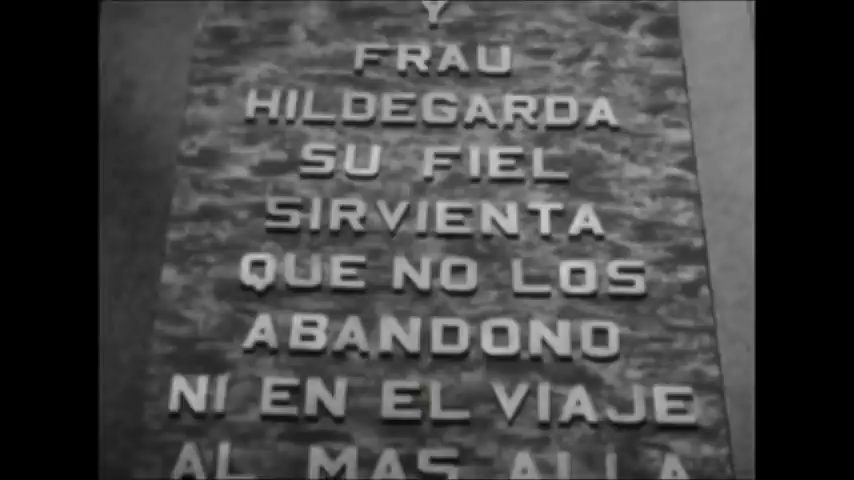 Y
FRAU
HILDEGARDA
SU FIEL
SIRVIENTA
QUE NO LOS
ABANDONO
NI EN EL VIAJE
AL MAS ALLA